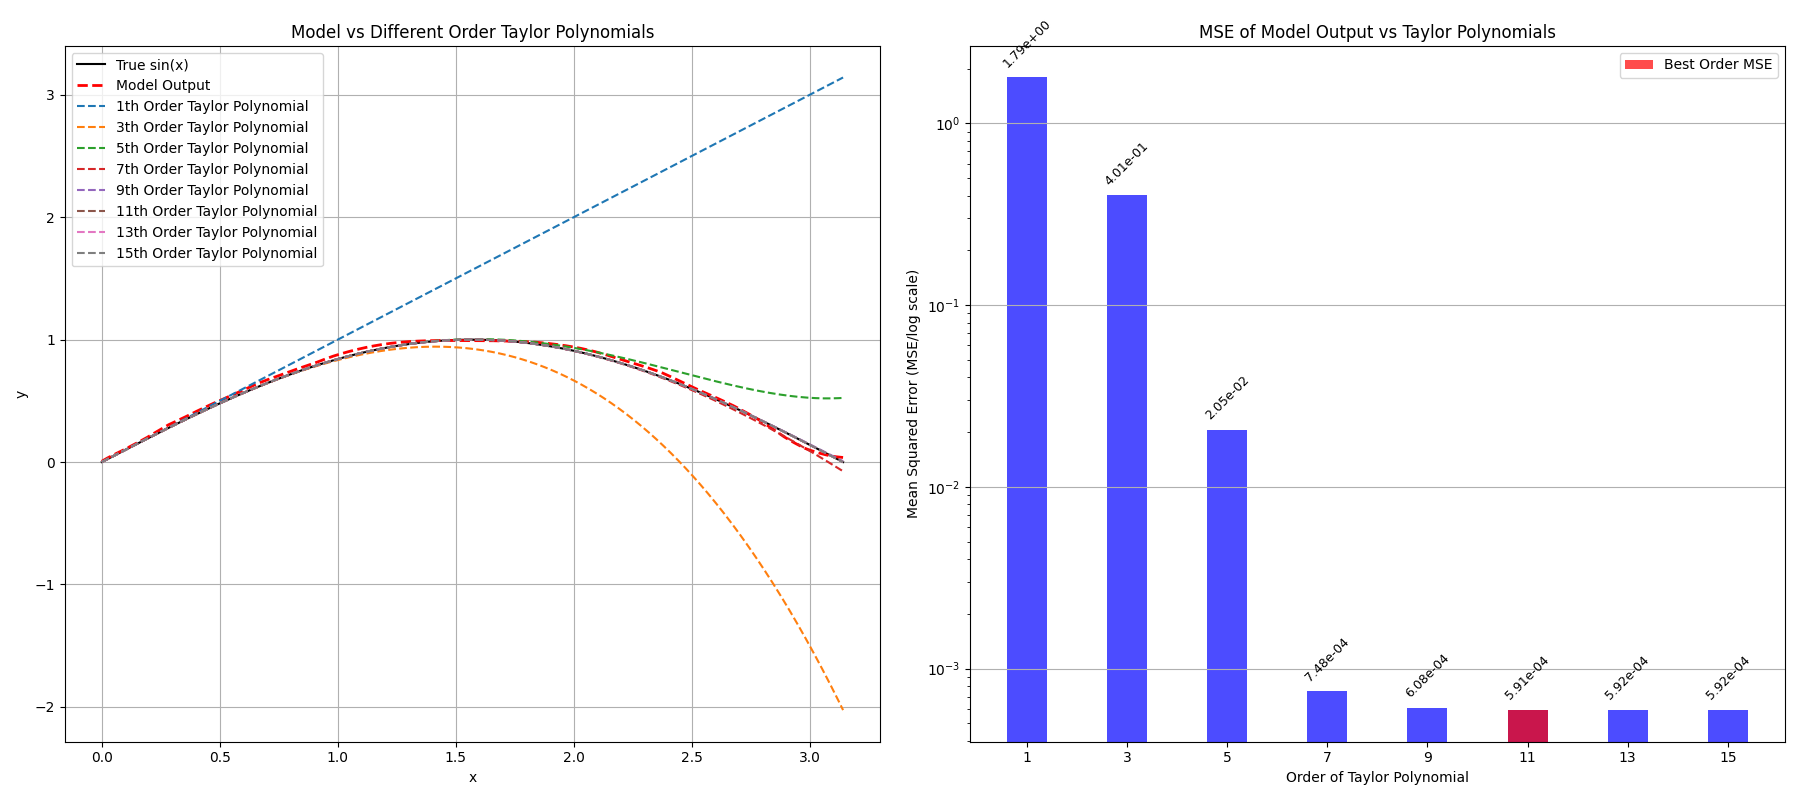 Model vs Different Order Taylor Polynomials
True sin(x)
Model Output
1th Order Taylor Polynomial
3th Order Taylor Polynomial
5th Order Taylor Polynomial
7th Order Taylor Polynomial
9th Order Taylor Polynomial
11th Order Taylor Polynomial
13th Order Taylor Polynomial
15th Order Taylor Polynomial
y
3
2
1
0
−1
−2
0.0 0.5 1.0 1.5 2.0 2.5 3.0
x
MSE of Model Output vs Taylor Polynomials
Best Order MSE
Mean Squared Error (MSE/log scale)
10⁰
10⁻¹
10⁻²
10⁻³
1.79e+00
4.01e-01
2.05e-02
7.48e-04
6.08e-04
5.91e-04
5.92e-04
5.92e-04
1 3 5 7 9 11 13 15
Order of Taylor Polynomial